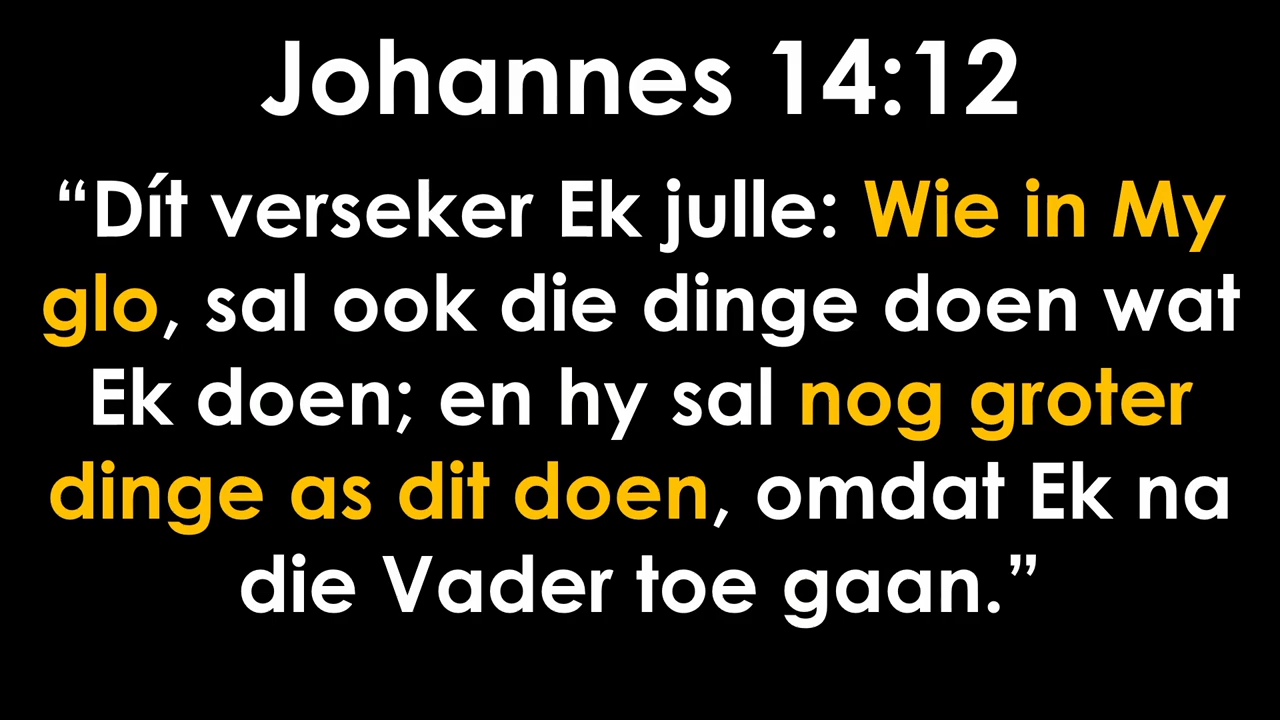 Johannes 14:12
“Dít verseker Ek julle: Wie in My
glo, sal ook die dinge doen wat
Ek doen; en hy sal nog groter
dinge as dit doen, omdat Ek na
die Vader toe gaan.”